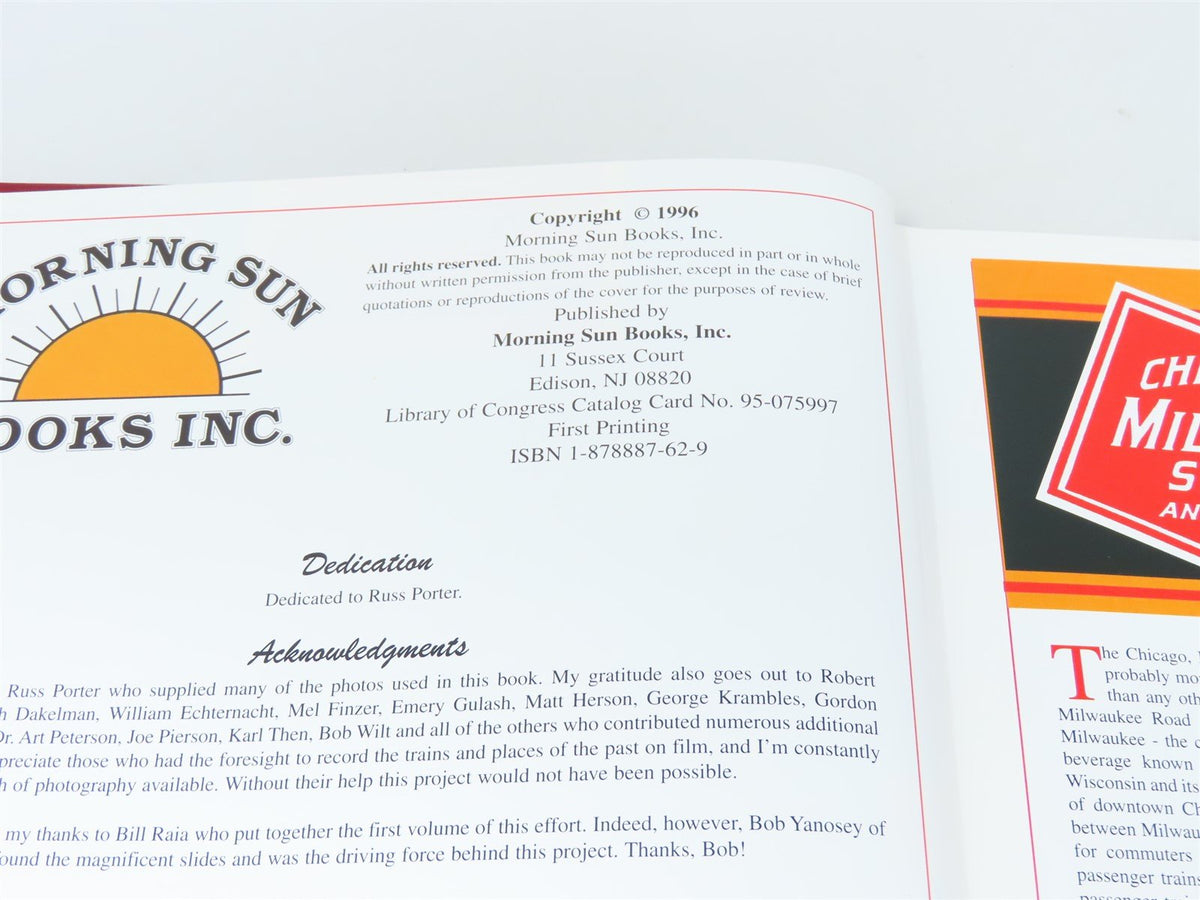 MORNING SUN
BOOKS INC.
Copyright © 1996
Morning Sun Books, Inc.
All rights reserved. This book may not be reproduced in part or in whole
without written permission from the publisher, except in the case of brief
quotations or reproductions of the cover for the purposes of review.
Published by
Morning Sun Books, Inc.
11 Sussex Court
Edison, NJ 08820
Library of Congress Catalog Card No. 95-075997
First Printing
ISBN 1-878887-62-9
Dedication
Dedicated to Russ Porter.
Acknowledgments
Russ Porter who supplied many of the photos used in this book. My gratitude also goes out to Robert
Dakelman, William Echternacht, Mel Finzer, Emery Gulash, Matt Herson, George Krambles, Gordon
Dr. Art Peterson, Joe Pierson, Karl Then, Bob Wilt and all of the others who contributed numerous additional
preciate those who had the foresight to record the trains and places of the past on film, and I'm constantly
of photography available. Without their help this project would not have been possible.
my thanks to Bill Raia who put together the first volume of this effort. Indeed, however, Bob Yanosey of
ound the magnificent slides and was the driving force behind this project. Thanks, Bob!
CHI
MIL
S
AN
The Chicago,
probably mo
than any oth
Milwaukee Road
Milwaukee - the c
beverage known
Wisconsin and its
of downtown Ch
between Milwau
for commuters
passenger trains